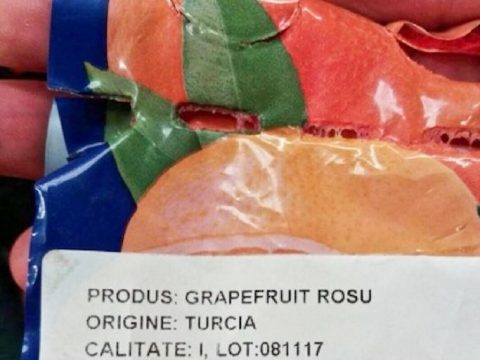 PRODUS: GRAPEFRUIT ROSU
ORIGINE: TURCIA
CALITATE: I, LOT:081117